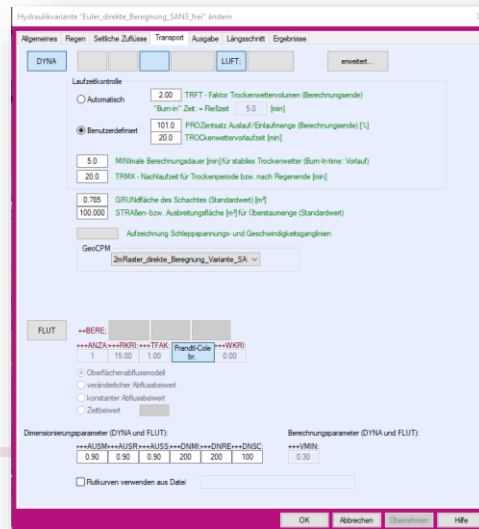 Hydraulikvariante "Euler_direkte_Beregnung_SAN3_frei" ändern
Allgemeines Regen Seitliche Zuflüsse Transport Ausgabe Längsschnitt Ergebnisse
DYNA LUFT; erweitert...
Laufzeitkontrolle
Automatisch 2.00 TRFT - Faktor Trockenwettervolumen (Berechnungsende)
"Burn-in" Zeit: = Fließzeit 5.0 [min]
Benutzerdefiniert 101.0 PROZentsatz Auslauf/Einlaufmenge (Berechnungsende) [%]
20.0 TROCkenwettervorlaufzeit [min]
5.0 MINImale Berechnungsdauer [min] für stabiles Trockenwetter (Burn-In-time: Vorlauf)
20.0 TRMX - Nachlaufzeit für Trockenperiode bzw. nach Regenende [min]
0.785 GRUNdfläche des Schachtes (Standardwert) [m²]
100.000 STRAßen- bzw. Ausbreitungsfläche [m²] für Überstaumenge (Standardwert)
Aufzeichnung Schleppspannungs- und Geschwindigkeitsganglinien
GeoCPM
2mRaster_direkte_Beregnung_Variante_SA
FLUT ++BERE;
+++ANZA; +++RKRI; +++TFAK; Prandtl-Cole +++WKRI;
1 15.00 1.00 br. 0.00
Oberflächenabflussmodell
veränderlicher Abflussbeiwert
konstanter Abflussbeiwert
Zeitbeiwert
Dimensionierungsparameter (DYNA und FLUT): Berechnungsparameter (DYNA und FLUT):
+++AUSM; +++AUSR; +++AUSS; +++DNMI; +++DNRE; +++DNSC; +++VMIN;
0.90 0.90 0.90 200 200 100 0.30
Rutkurven verwenden aus Datei
OK Abbrechen Übernehmen Hilfe